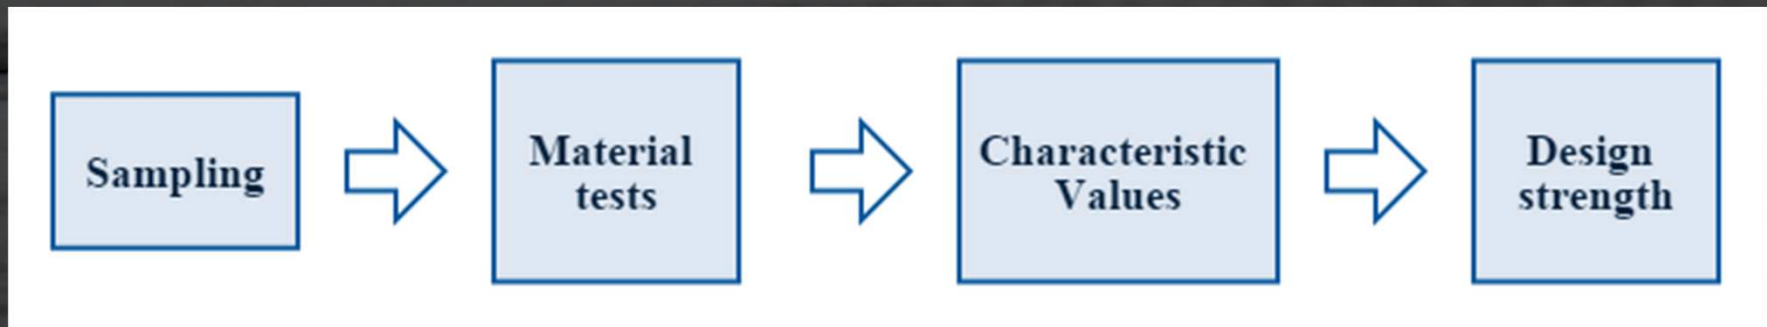 Sampling
Material
tests
Characteristic
Values
Design
strength